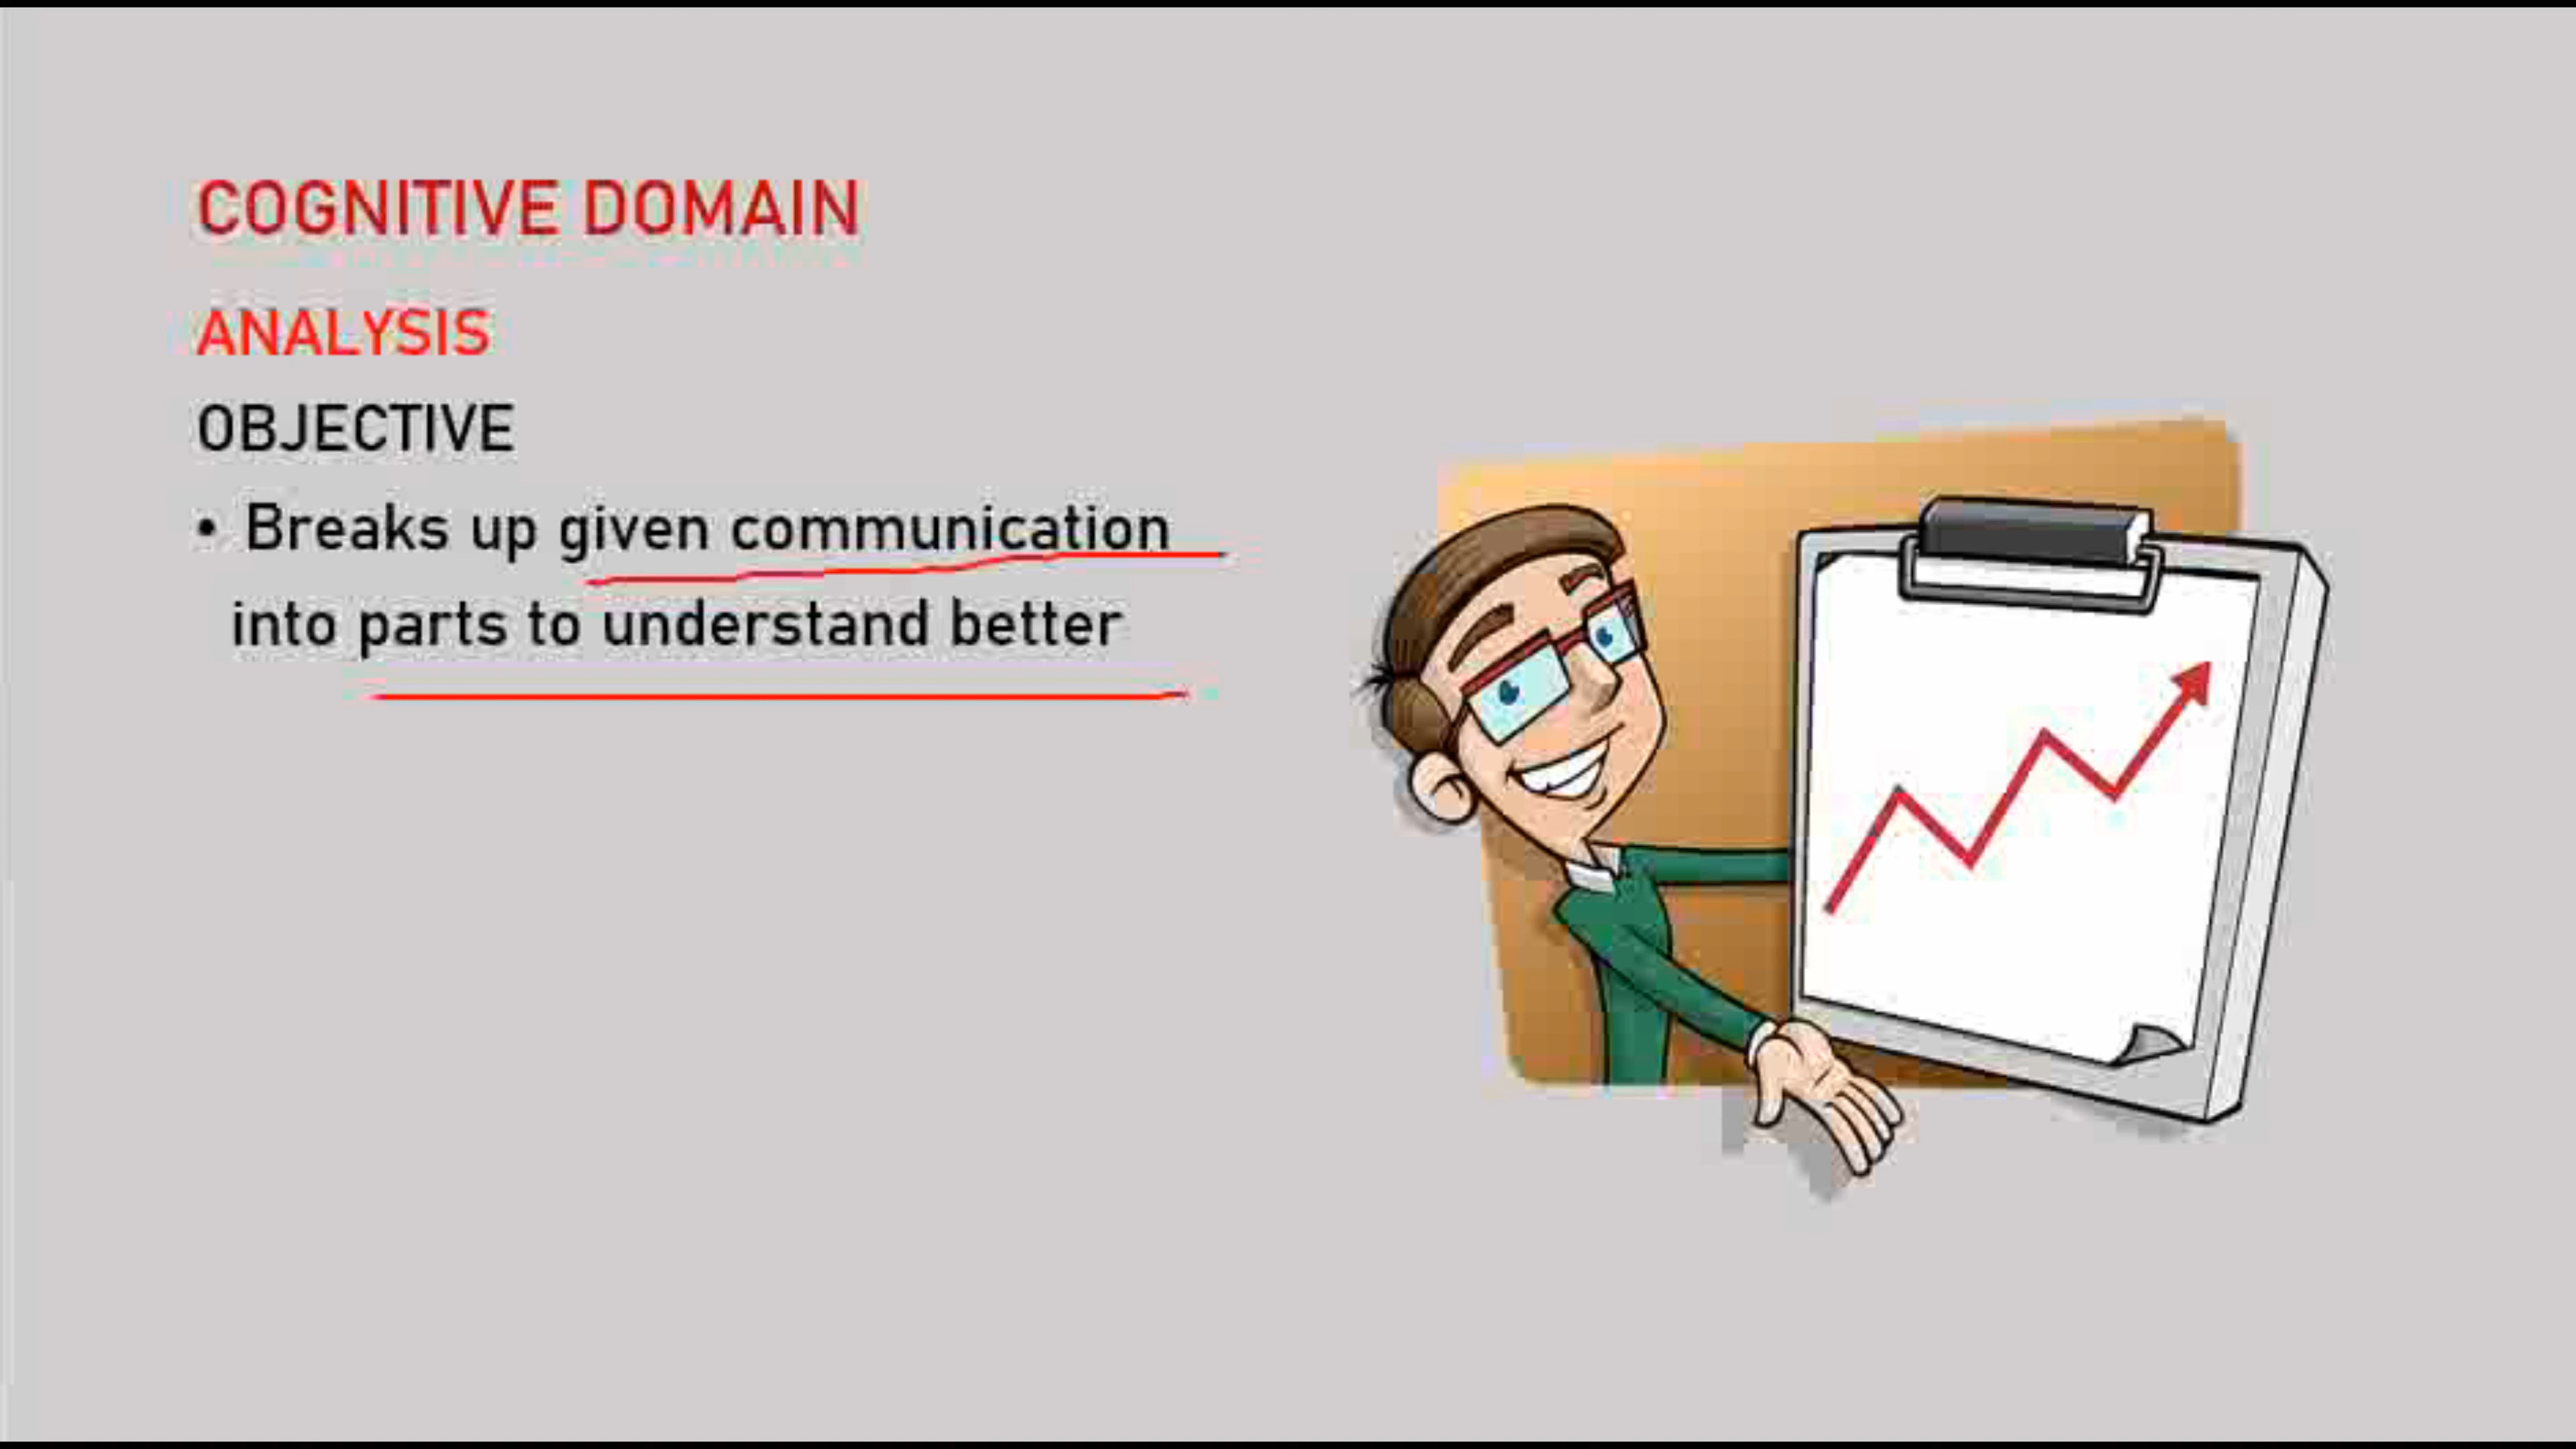 COGNITIVE DOMAIN
ANALYSIS
OBJECTIVE
• Breaks up given communication
into parts to understand better